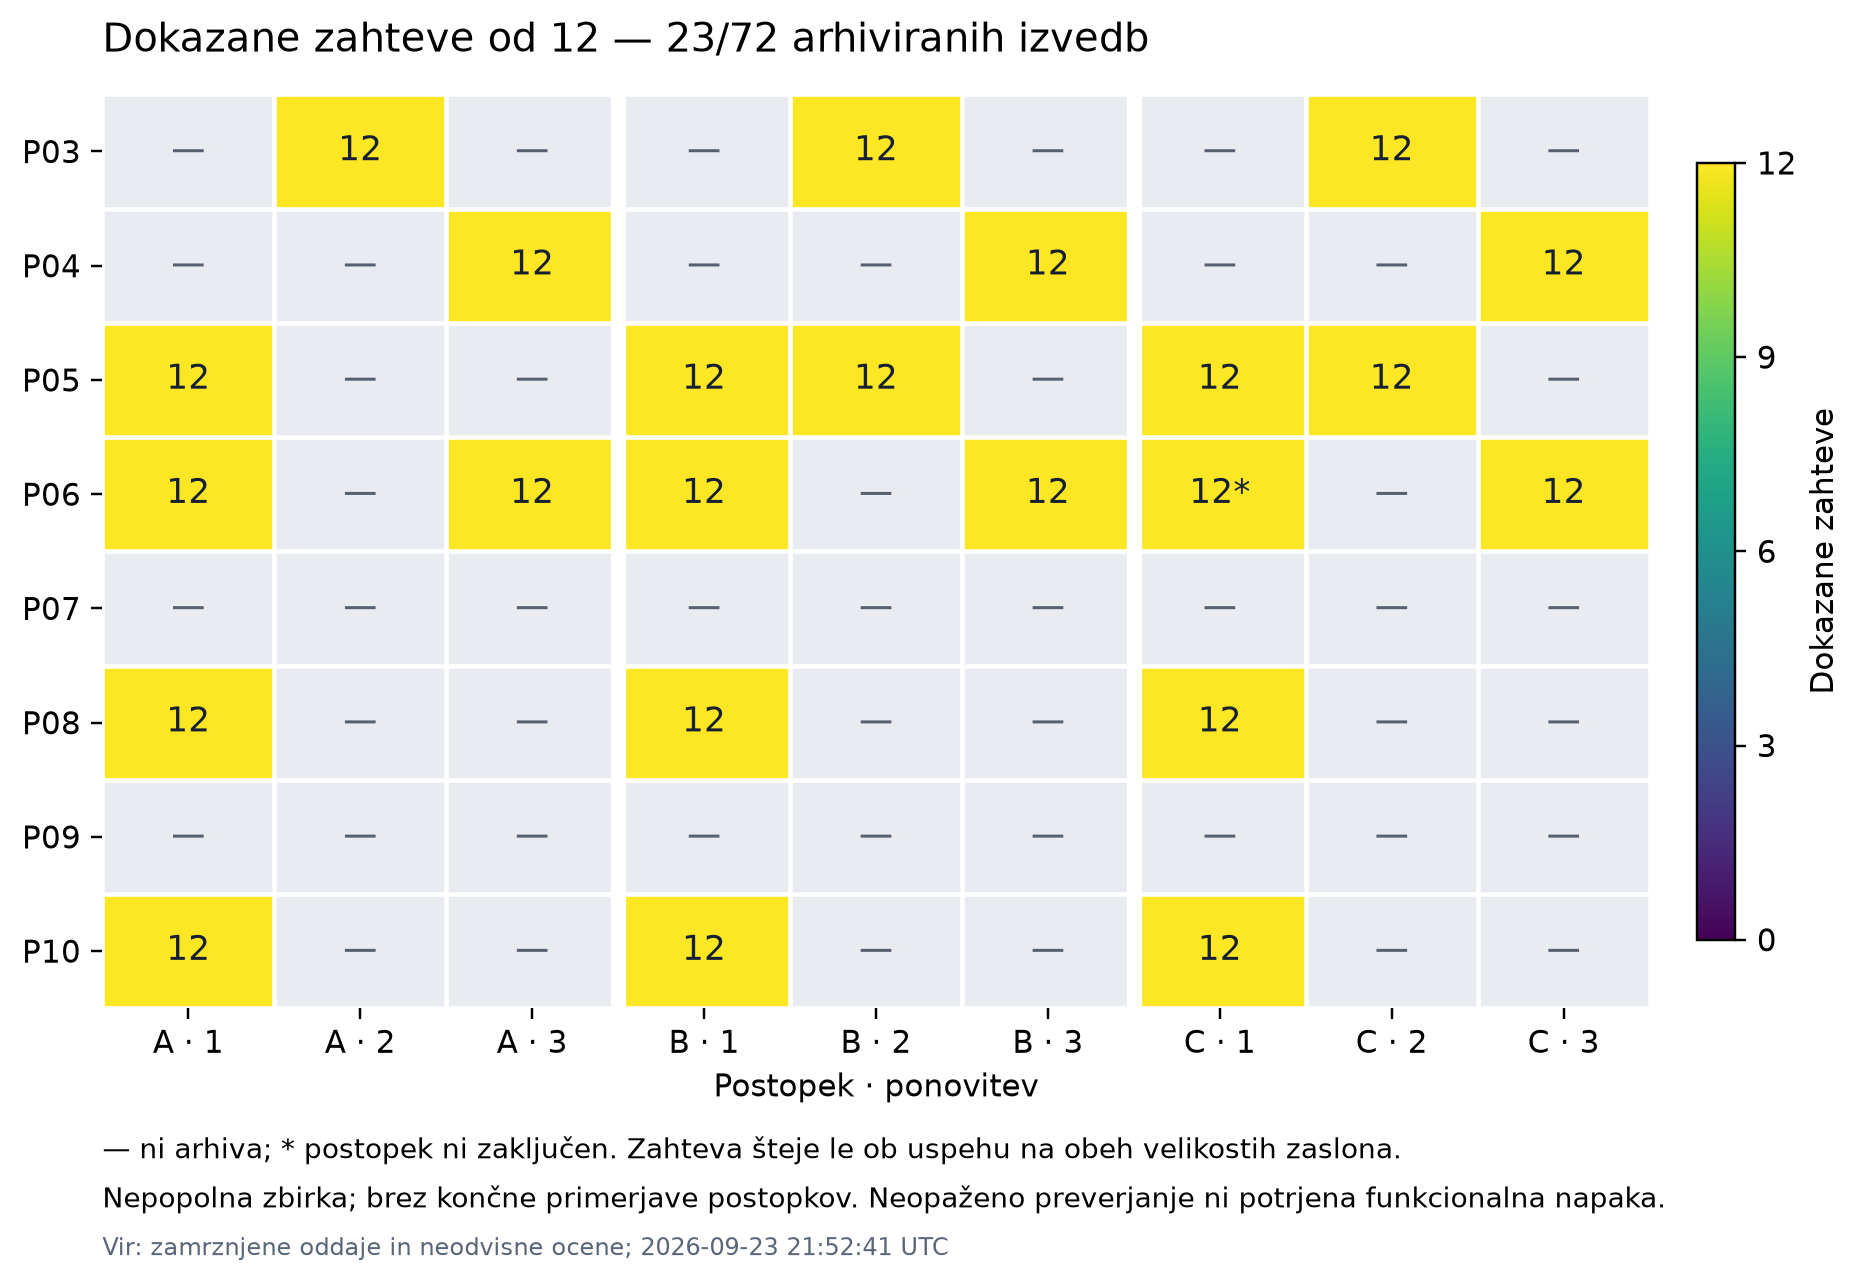 Dokazane zahteve od 12 — 23/72 arhiviranih izvedb
P03 — 12 — — 12 — — 12 —
P04 — — 12 — — 12 — — 12
P05 12 — — 12 12 — 12 12 —
P06 12 — 12 12 — 12 12* — 12
P07 — — — — — — — — —
P08 12 — — 12 — — 12 — —
P09 — — — — — — — — —
P10 12 — — 12 — — 12 — —
A · 1 A · 2 A · 3 B · 1 B · 2 B · 3 C · 1 C · 2 C · 3
Postopek · ponovitev
12
9
6
3
0
Dokazane zahteve
— ni arhiva; * postopek ni zaključen. Zahteva šteje le ob uspehu na obeh velikostih zaslona.
Nepopolna zbirka; brez končne primerjave postopkov. Neopaženo preverjanje ni potrjena funkcionalna napaka.
Vir: zamrznjene oddaje in neodvisne ocene; 2026-09-23 21:52:41 UTC